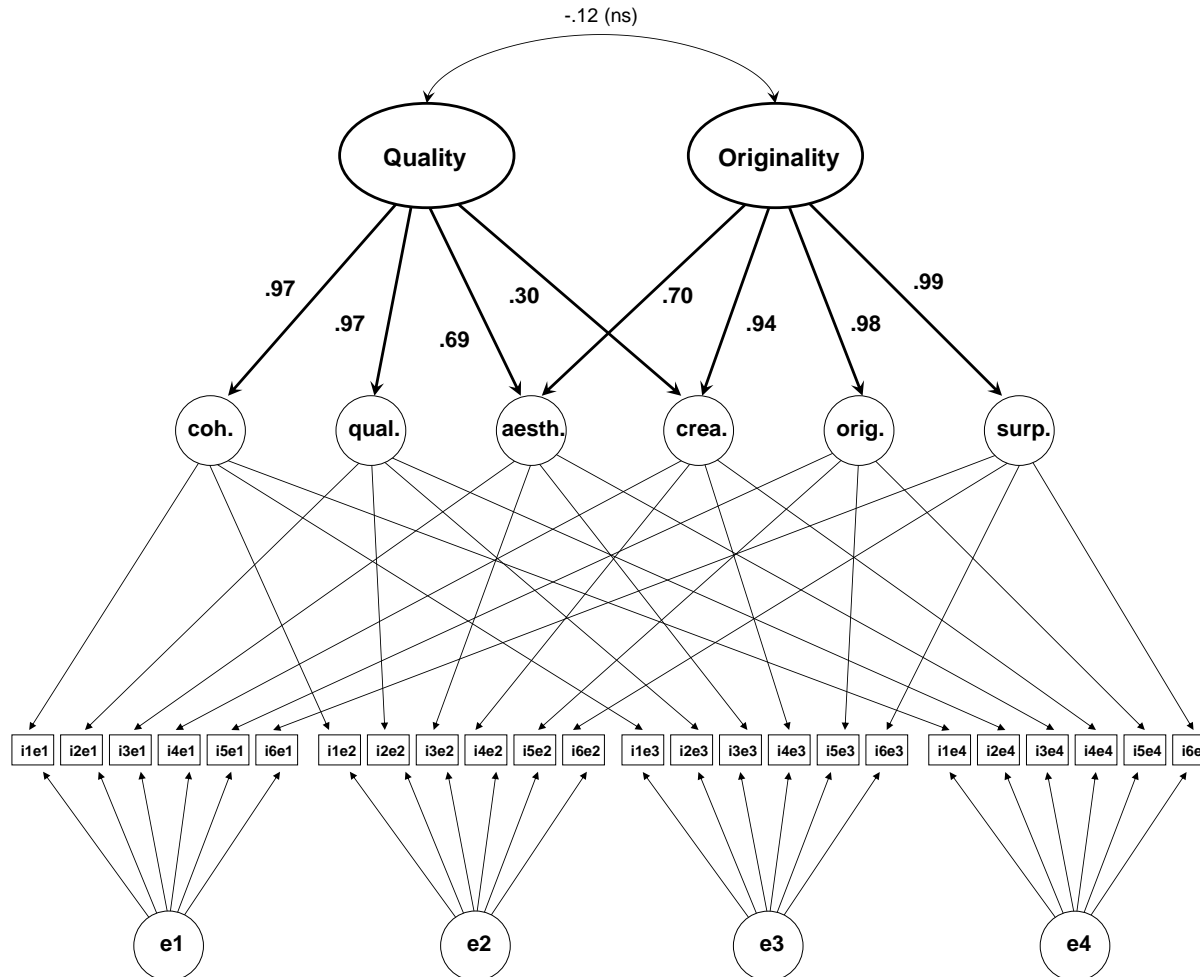 -.12 (ns)
Quality
Originality
.97
.97
.69
.30
.70
.94
.98
.99
coh.
qual.
aesth.
crea.
orig.
surp.
i1e1
i2e1
i3e1
i4e1
i5e1
i6e1
i1e2
i2e2
i3e2
i4e2
i5e2
i6e2
i1e3
i2e3
i3e3
i4e3
i5e3
i6e3
i1e4
i2e4
i3e4
i4e4
i5e4
e1
e2
e3
e4